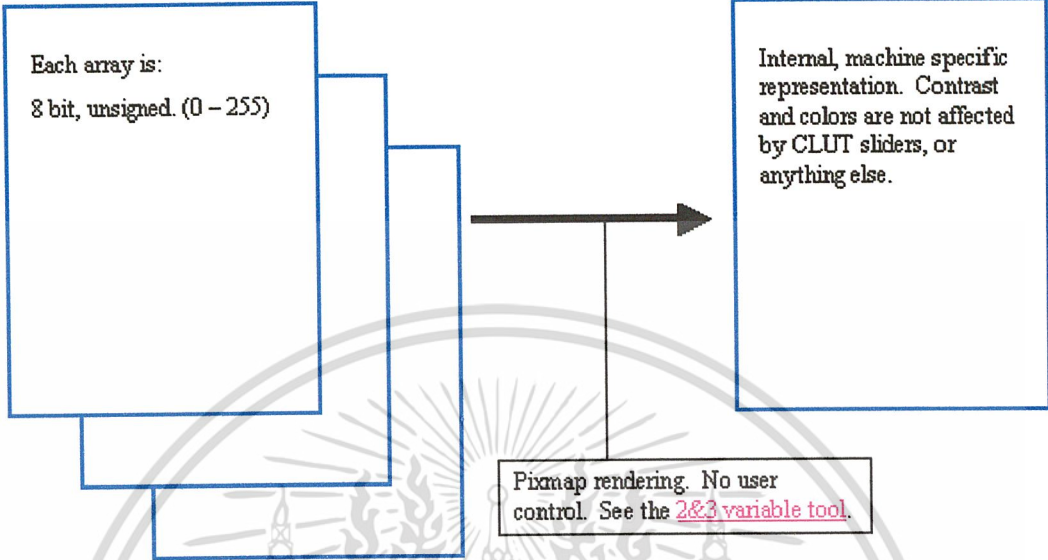 Each array is:
8 bit, unsigned. (0 – 255)
Internal, machine specific
representation. Contrast
and colors are not affected
by CLUT sliders, or
anything else.
Pixmap rendering. No user
control. See the 2&3 variable tool.